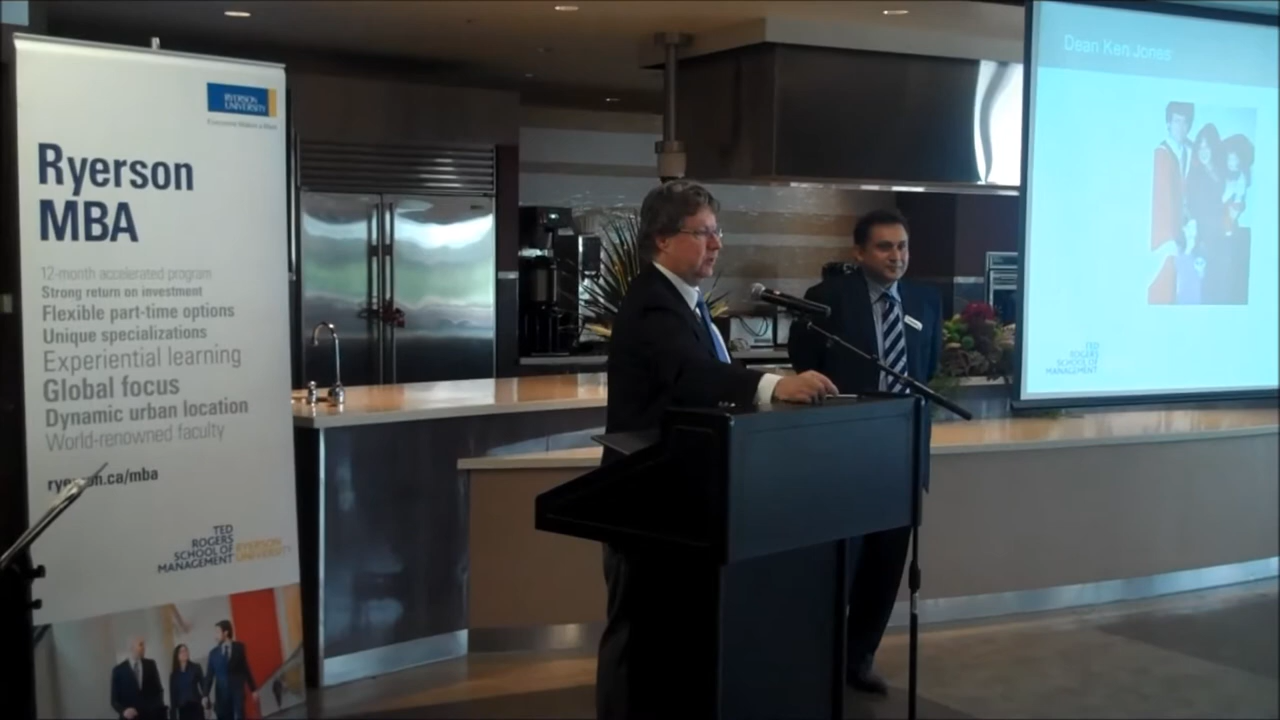 RYERSON
UNIVERSITY
Ryerson
MBA
12-month accelerated program
Strong return on investment
Flexible part-time options
Unique specializations
Experiential learning
Global focus
Dynamic urban location
World-renowned faculty
ryerson.ca/mba
TED
ROGERS
SCHOOL OF
MANAGEMENT
RYERSON
UNIVERSITY
Dean Ken Jones
TED
ROGERS
SCHOOL OF
MANAGEMENT